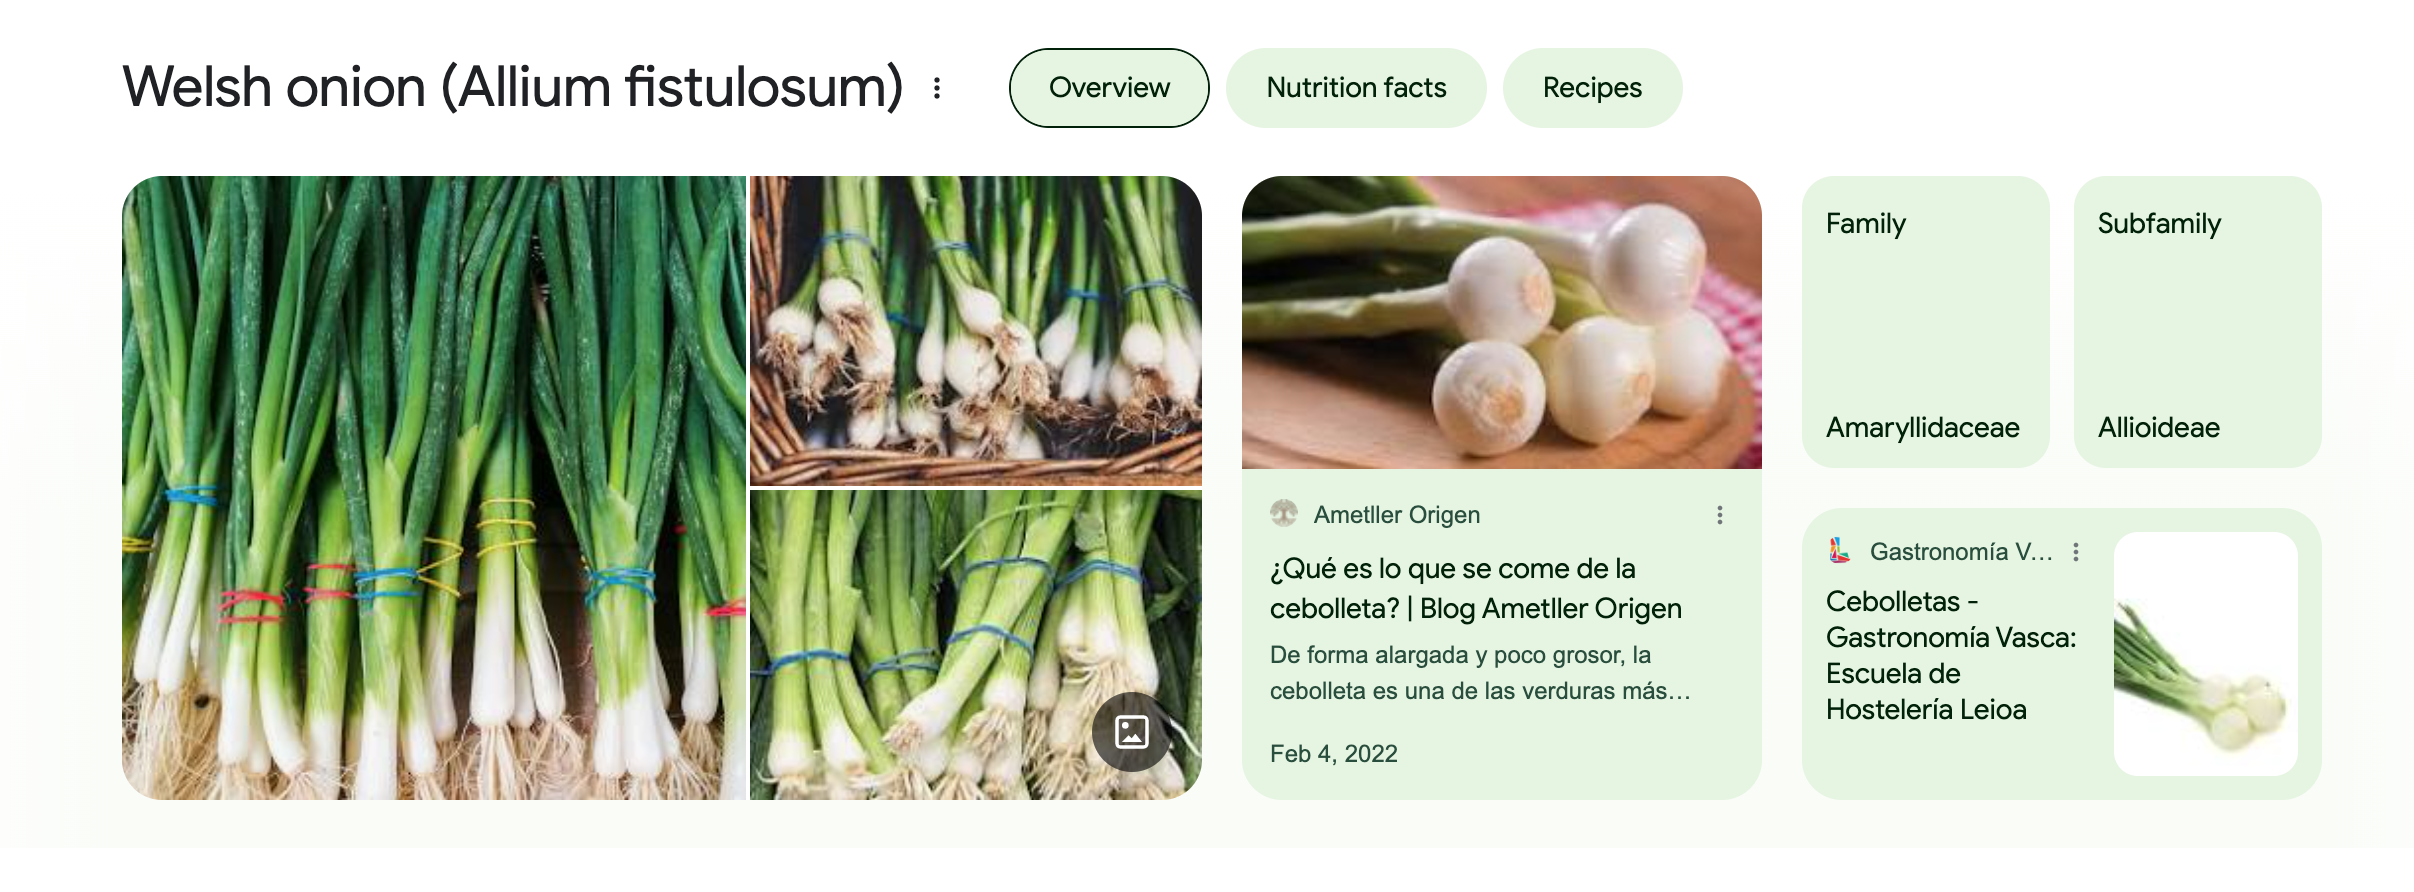 Welsh onion (Allium fistulosum)
Overview
Nutrition facts
Recipes
Ametller Origen
¿Qué es lo que se come de la
cebolleta? | Blog Ametller Origen
De forma alargada y poco grosor, la
cebolleta es una de las verduras más...
Feb 4, 2022
Family
Amaryllidaceae
Subfamily
Allioideae
Gastronomía V...
Cebolletas -
Gastronomía Vasca:
Escuela de
Hostelería Leioa